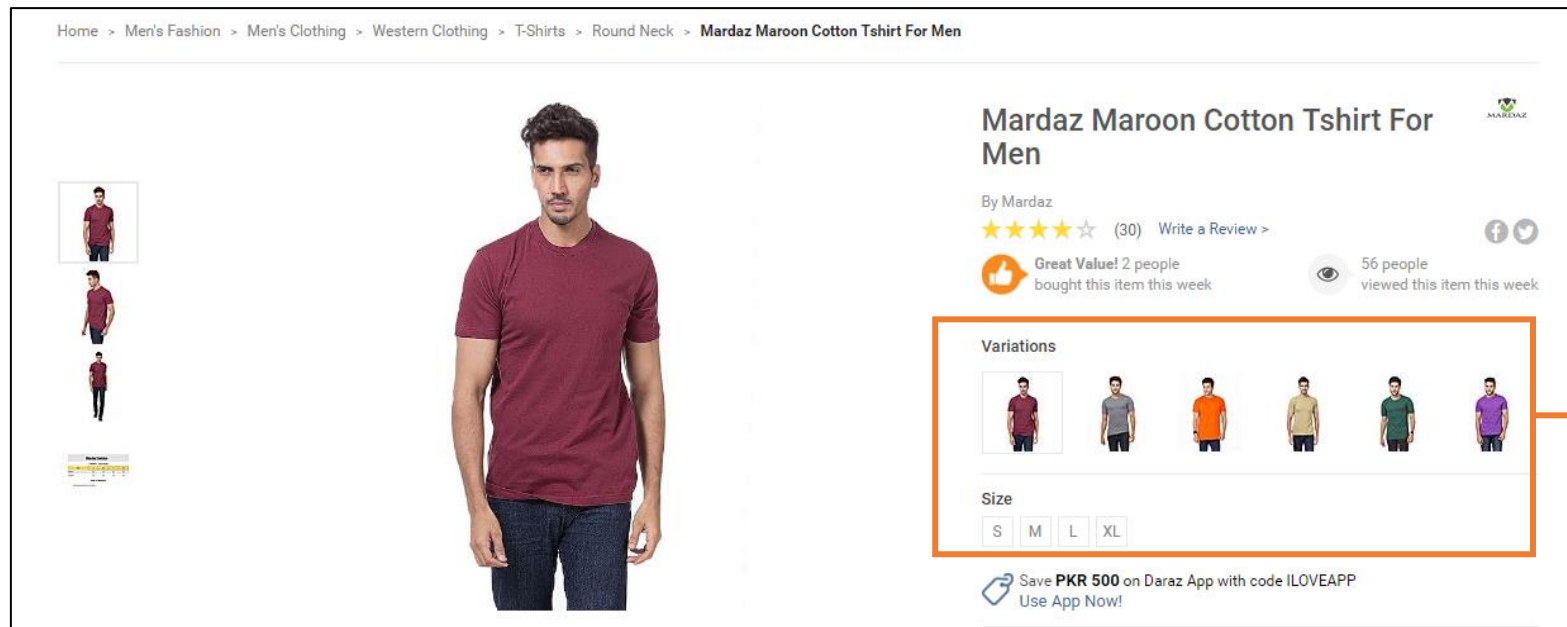 Home > Men's Fashion > Men's Clothing > Western Clothing > T-Shirts > Round Neck > Mardaz Maroon Cotton Tshirt For Men
Mardaz Maroon Cotton Tshirt For
Men
MARDAZ
By Mardaz
(30) Write a Review >
Great Value! 2 people
bought this item this week
56 people
viewed this item this week
Variations
Size
S M L XL
Save PKR 500 on Daraz App with code ILOVEAPP
Use App Now!